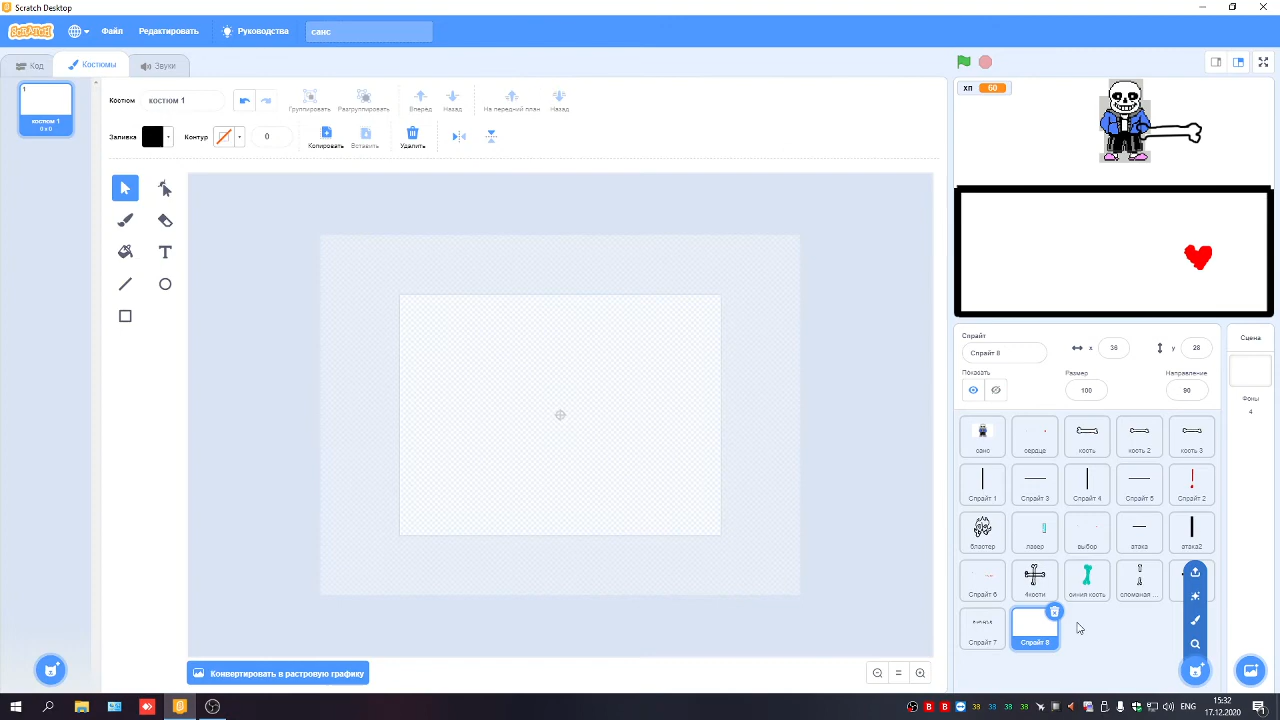 Scratch Desktop
SCRATCH
Файл
Редактировать
Руководства
санс
Код
Костюмы
Звуки
1
костюм 1
0 x 0
Костюм
костюм 1
Группировать
Разгруппировать
Вперёд
Назад
На передний план
Назад
Заливка
Контур
0
Копировать
Вставить
Удалить
Конвертировать в растровую графику
хп 60
Спрайт
Спрайт 8
x
36
y
28
Показать
Размер
Направление
100
90
Сцена
Фоны
4
санс
сердце
кость
кость 2
кость 3
Спрайт 1
Спрайт 3
Спрайт 4
Спрайт 5
Спрайт 2
бластер
лазер
выбор
атака
атака2
Спрайт 6
4кости
синяя кость
сломаная ...
Спрайт 7
Спрайт 8
15:32
ENG
17.12.2020